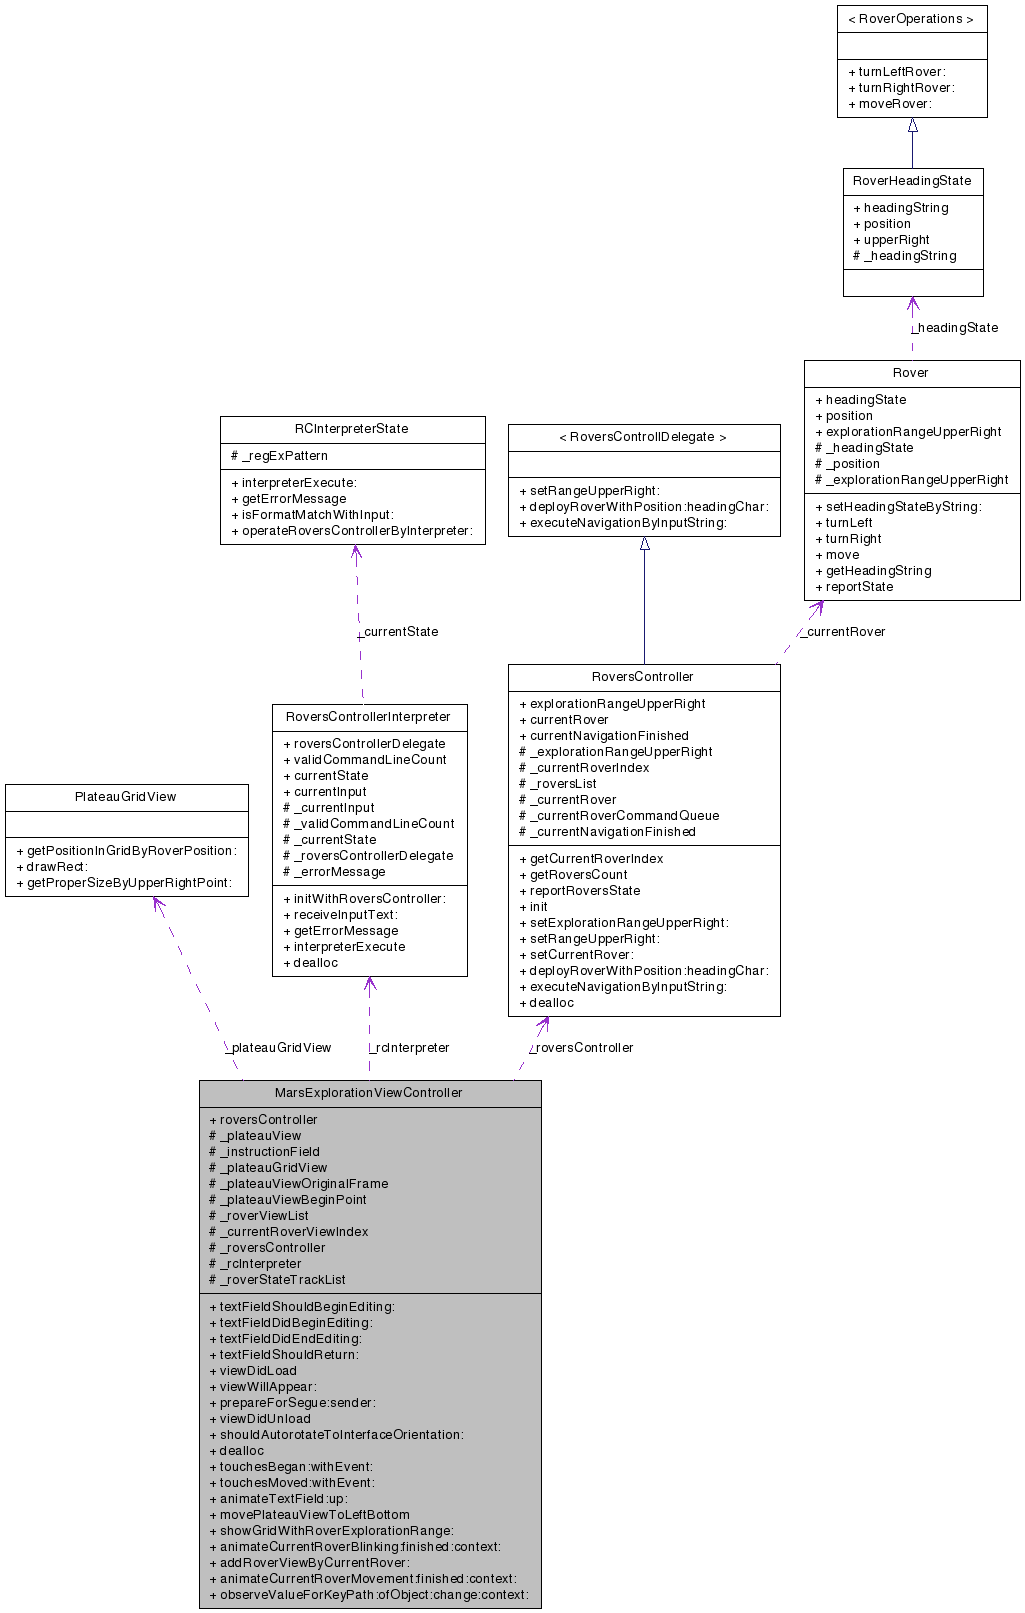 < RoverOperations >
+ turnLeftRover:
+ turnRightRover:
+ moveRover:
RoverHeadingState
+ headingString
+ position
+ upperRight
# _headingString
_headingState
Rover
+ headingState
+ position
+ explorationRangeUpperRight
# _headingState
# _position
# _explorationRangeUpperRight
+ setHeadingStateByString:
+ turnLeft
+ turnRight
+ move
+ getHeadingString
+ reportState
RCInterpreterState
# _regExPattern
+ interpreterExecute:
+ getErrorMessage
+ isFormatMatchWithInput:
+ operateRoversControllerByInterpreter:
< RoversControllDelegate >
+ setRangeUpperRight:
+ deployRoverWithPosition:headingChar:
+ executeNavigationByInputString:
_currentState
_currentRover
RoversController
+ explorationRangeUpperRight
+ currentRover
+ currentNavigationFinished
# _explorationRangeUpperRight
# _currentRoverIndex
# _roversList
# _currentRover
# _currentRoverCommandQueue
# _currentNavigationFinished
+ getCurrentRoverIndex
+ getRoversCount
+ reportRoversState
+ init
+ setExplorationRangeUpperRight:
+ setRangeUpperRight:
+ setCurrentRover:
+ deployRoverWithPosition:headingChar:
+ executeNavigationByInputString:
+ dealloc
RoversControllerInterpreter
+ roversControllerDelegate
+ validCommandLineCount
+ currentState
+ currentInput
# _currentInput
# _validCommandLineCount
# _currentState
# _roversControllerDelegate
# _errorMessage
+ initWithRoversController:
+ receiveInputText:
+ getErrorMessage
+ interpreterExecute
+ dealloc
PlateauGridView
+ getPositionInGridByRoverPosition:
+ drawRect:
+ getProperSizeByUpperRightPoint:
_plateauGridView
_rcInterpreter
_roversController
MarsExplorationViewController
+ roversController
# _plateauView
# _instructionField
# _plateauGridView
# _plateauViewOriginalFrame
# _plateauViewBeginPoint
# _roverViewList
# _currentRoverViewIndex
# _roversController
# _rcInterpreter
# _roverStateTrackList
+ textFieldShouldBeginEditing:
+ textFieldDidBeginEditing:
+ textFieldDidEndEditing:
+ textFieldShouldReturn:
+ viewDidLoad
+ viewWillAppear:
+ prepareForSegue:sender:
+ viewDidUnload
+ shouldAutorotateToInterfaceOrientation:
+ dealloc
+ touchesBegan:withEvent:
+ touchesMoved:withEvent:
+ animateTextField:up:
+ movePlateauViewToLeftBottom
+ showGridWithRoverExplorationRange:
+ animateCurrentRoverBlinking:finished:context:
+ addRoverViewByCurrentRover:
+ animateCurrentRoverMovement:finished:context:
+ observeValueForKeyPath:ofObject:change:context: